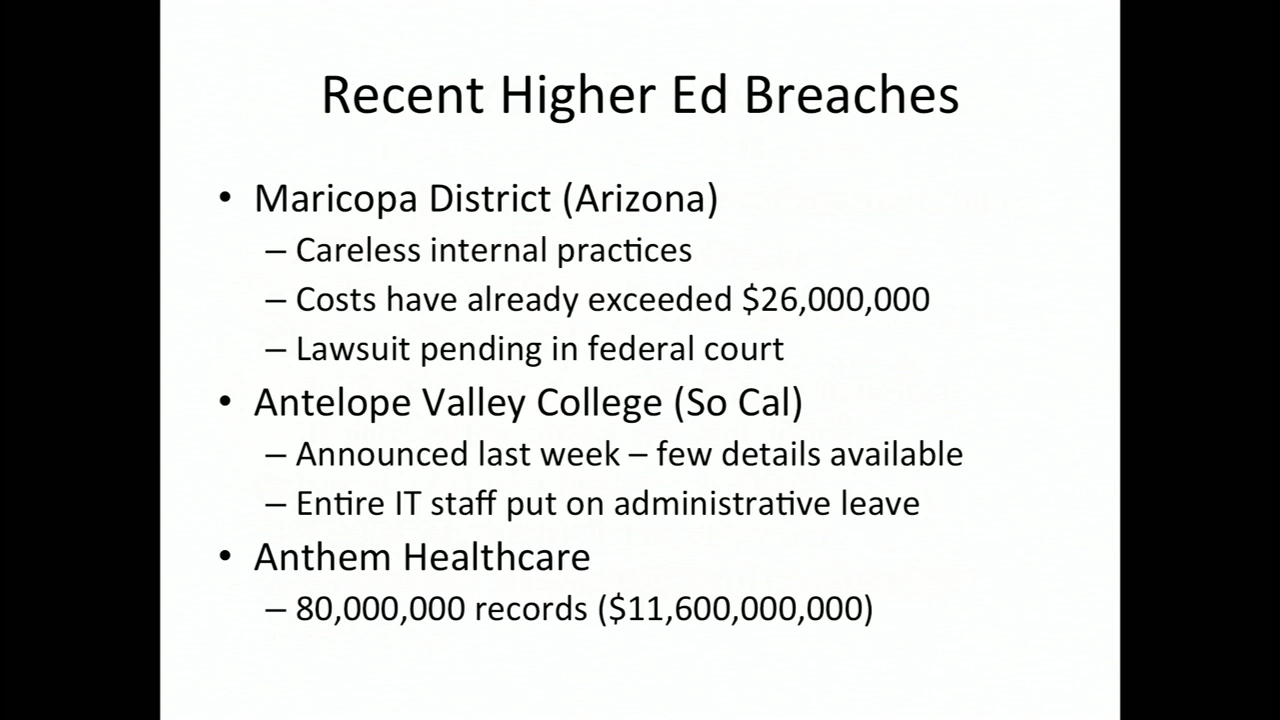 Recent Higher Ed Breaches
• Maricopa District (Arizona)
– Careless internal practices
– Costs have already exceeded $26,000,000
– Lawsuit pending in federal court
• Antelope Valley College (So Cal)
– Announced last week – few details available
– Entire IT staff put on administrative leave
• Anthem Healthcare
– 80,000,000 records ($11,600,000,000)